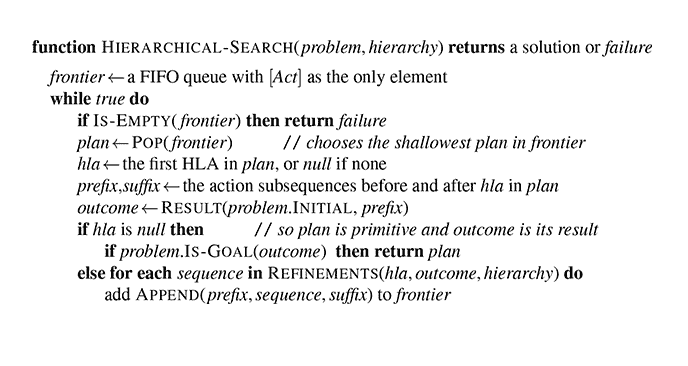 function HIERARCHICAL-SEARCH(problem, hierarchy) returns a solution or failure
frontier ← a FIFO queue with [Act] as the only element
while true do
if IS-EMPTY(frontier) then return failure
plan ← POP(frontier) // chooses the shallowest plan in frontier
hla ← the first HLA in plan, or null if none
prefix,suffix ← the action subsequences before and after hla in plan
outcome ← RESULT(problem.INITIAL, prefix)
if hla is null then // so plan is primitive and outcome is its result
if problem.IS-GOAL(outcome) then return plan
else for each sequence in REFINEMENTS(hla, outcome, hierarchy) do
add APPEND(prefix, sequence, suffix) to frontier